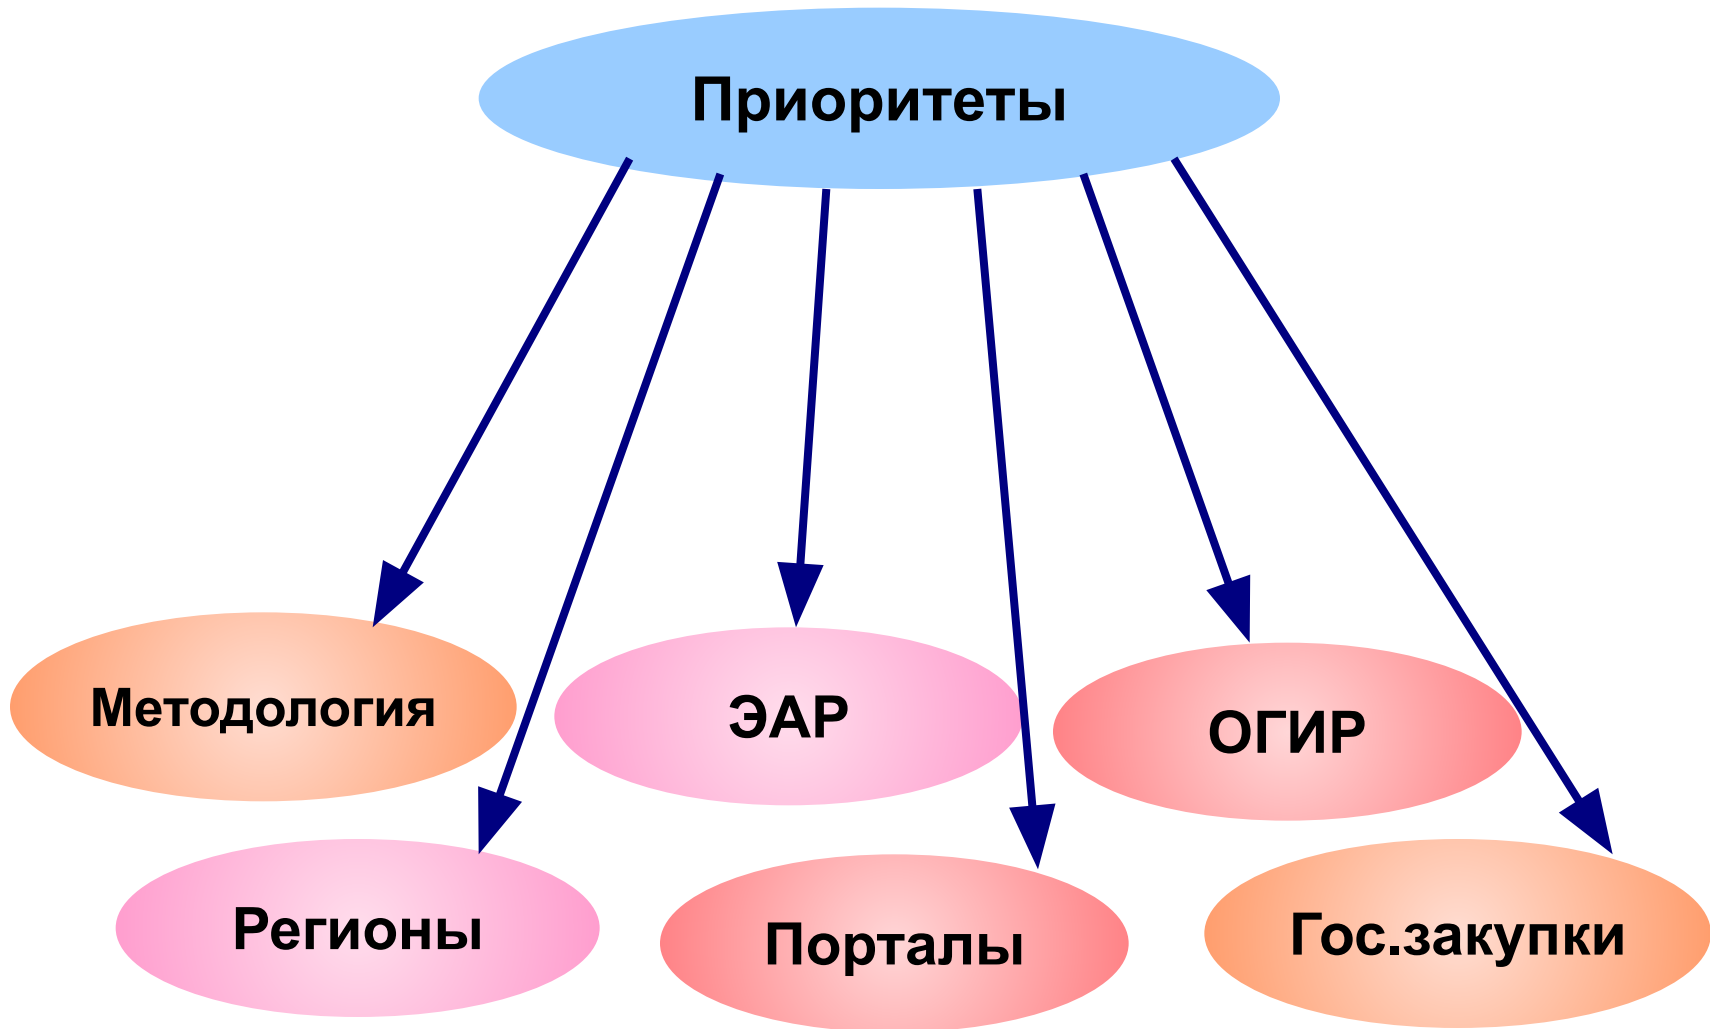 Приоритеты
Методология
ЭАР
ОГИР
Регионы
Порталы
Гос.закупки